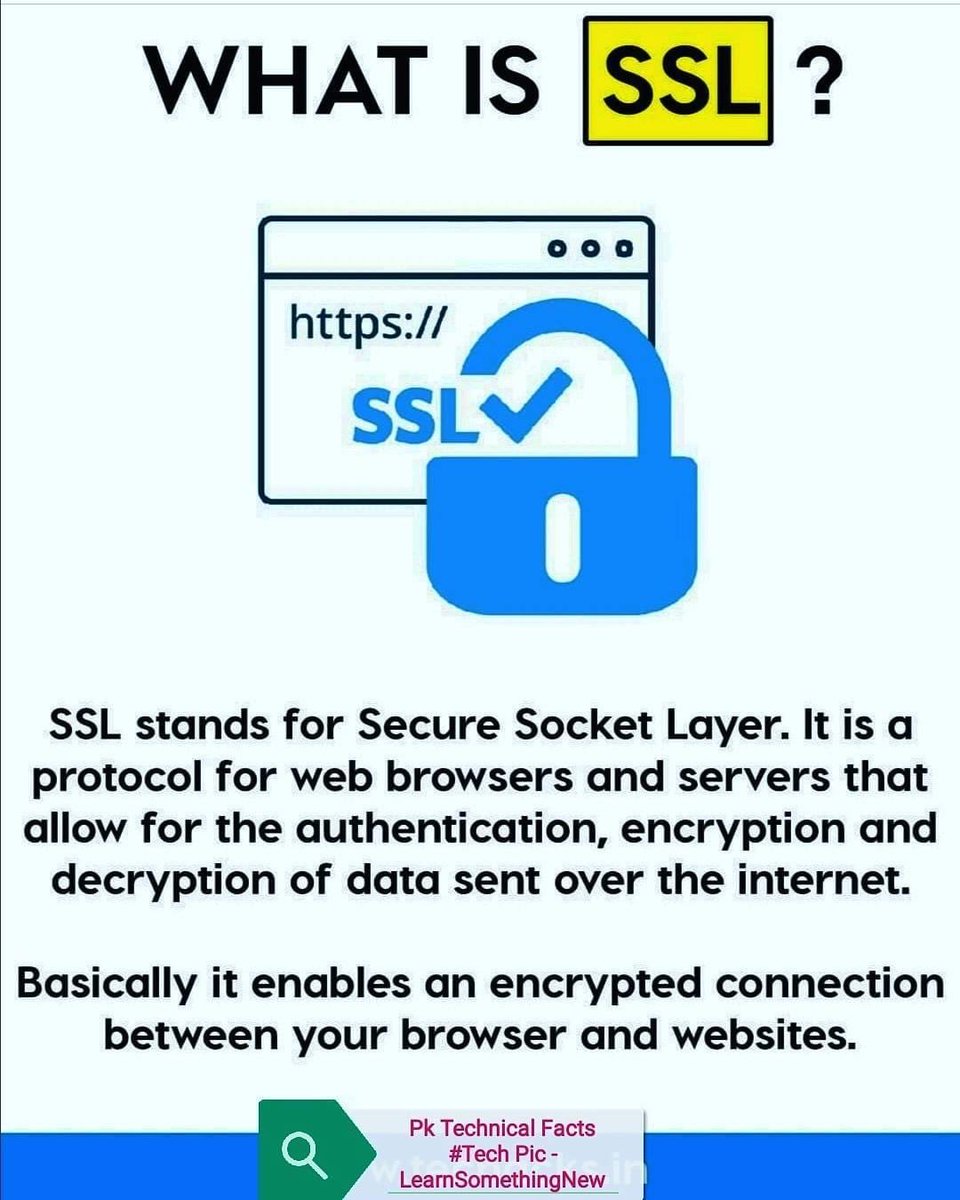 WHAT IS SSL ?
https://
SSL
SSL stands for Secure Socket Layer. It is a
protocol for web browsers and servers that
allow for the authentication, encryption and
decryption of data sent over the internet.
Basically it enables an encrypted connection
between your browser and websites.
Pk Technical Facts
#Tech Pic -
LearnSomethingNew